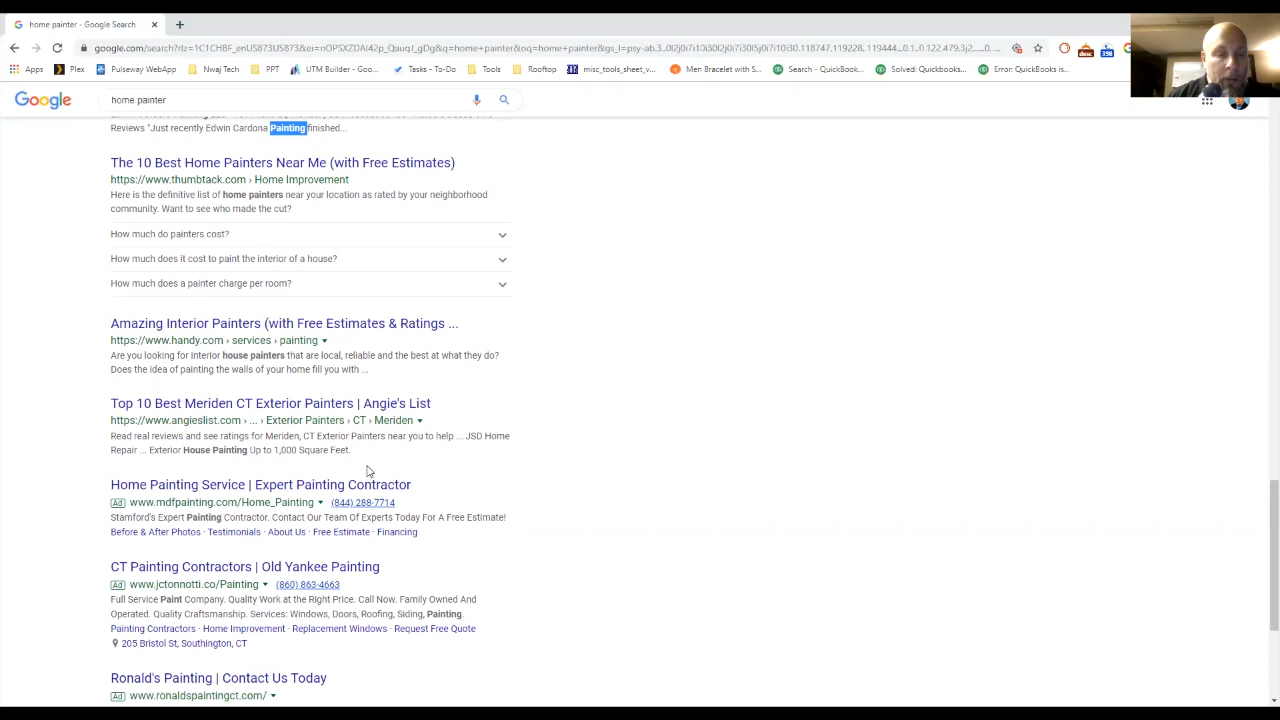 home painter - Google Search
google.com/search?rlz=1C1CHBF_enUS873US873&ei=nOPSXZDAI42p_QauqJ_gDg&q=home+painter&oq=home+painter&gs_l=psy-ab.3..0l2j0i7i10i30l2j0i7i30l5j0i7i10i30.118747.119228..119444...0.1..0.122.479.3j2......0...
Apps
Plex
Pulseway WebApp
Nwaj Tech
PPT
UTM Builder - Goo...
Tasks - To-Do
Tools
Rooftop
misc_tools_sheet_v...
Men Bracelet with S...
Search - QuickBook...
Solved: Quickbooks...
Error: QuickBooks is...
Google
home painter
Reviews "Just recently Edwin Cardona Painting finished...
The 10 Best Home Painters Near Me (with Free Estimates)
https://www.thumbtack.com › Home Improvement
Here is the definitive list of home painters near your location as rated by your neighborhood
community. Want to see who made the cut?
How much do painters cost?
How much does it cost to paint the interior of a house?
How much does a painter charge per room?
Amazing Interior Painters (with Free Estimates & Ratings ...
https://www.handy.com › services › painting
Are you looking for interior house painters that are local, reliable and the best at what they do?
Does the idea of painting the walls of your home fill you with ...
Top 10 Best Meriden CT Exterior Painters | Angie's List
https://www.angieslist.com › ... › Exterior Painters › CT › Meriden
Read real reviews and see ratings for Meriden, CT Exterior Painters near you to help ... JSD Home
Repair ... Exterior House Painting Up to 1,000 Square Feet.
Home Painting Service | Expert Painting Contractor
Ad www.mdfpainting.com/Home_Painting (844) 288-7714
Stamford's Expert Painting Contractor. Contact Our Team Of Experts Today For A Free Estimate!
Before & After Photos · Testimonials · About Us · Free Estimate · Financing
CT Painting Contractors | Old Yankee Painting
Ad www.jctonnotti.co/Painting (860) 863-4663
Full Service Paint Company. Quality Work at the Right Price. Call Now. Family Owned And
Operated. Quality Craftsmanship. Services: Windows, Doors, Roofing, Siding, Painting.
Painting Contractors · Home Improvement · Replacement Windows · Request Free Quote
205 Bristol St, Southington, CT
Ronald's Painting | Contact Us Today
Ad www.ronaldspaintingct.com/